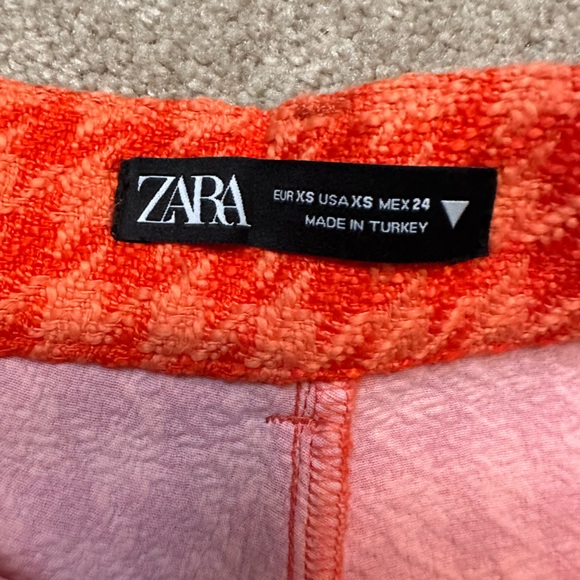 ZARA
EUR XS USA XS MEX 24
MADE IN TURKEY